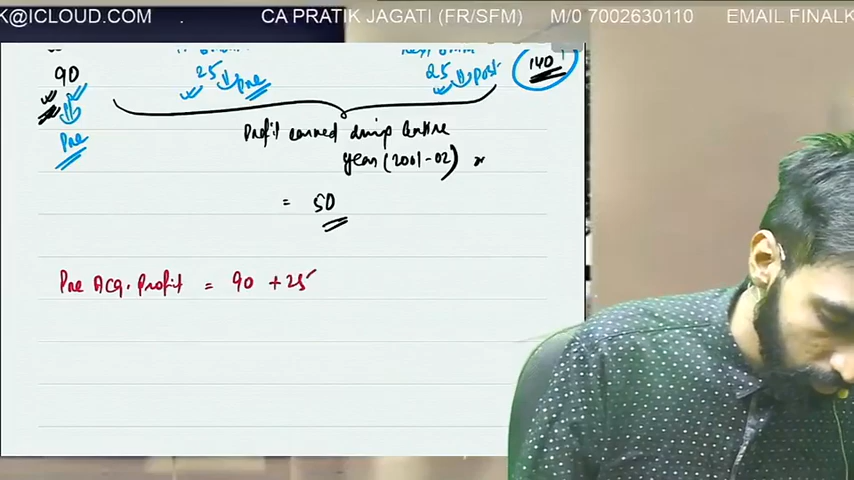 K@ICLOUD.COM . CA PRATIK JAGATI (FR/SFM) M/0 7002630110 EMAIL FINALK
90 25 Pre 25 Post 140
Pre
Profit earned during Entire
year (2001-02)
= 50
Pre Acq. Profit = 90 + 25